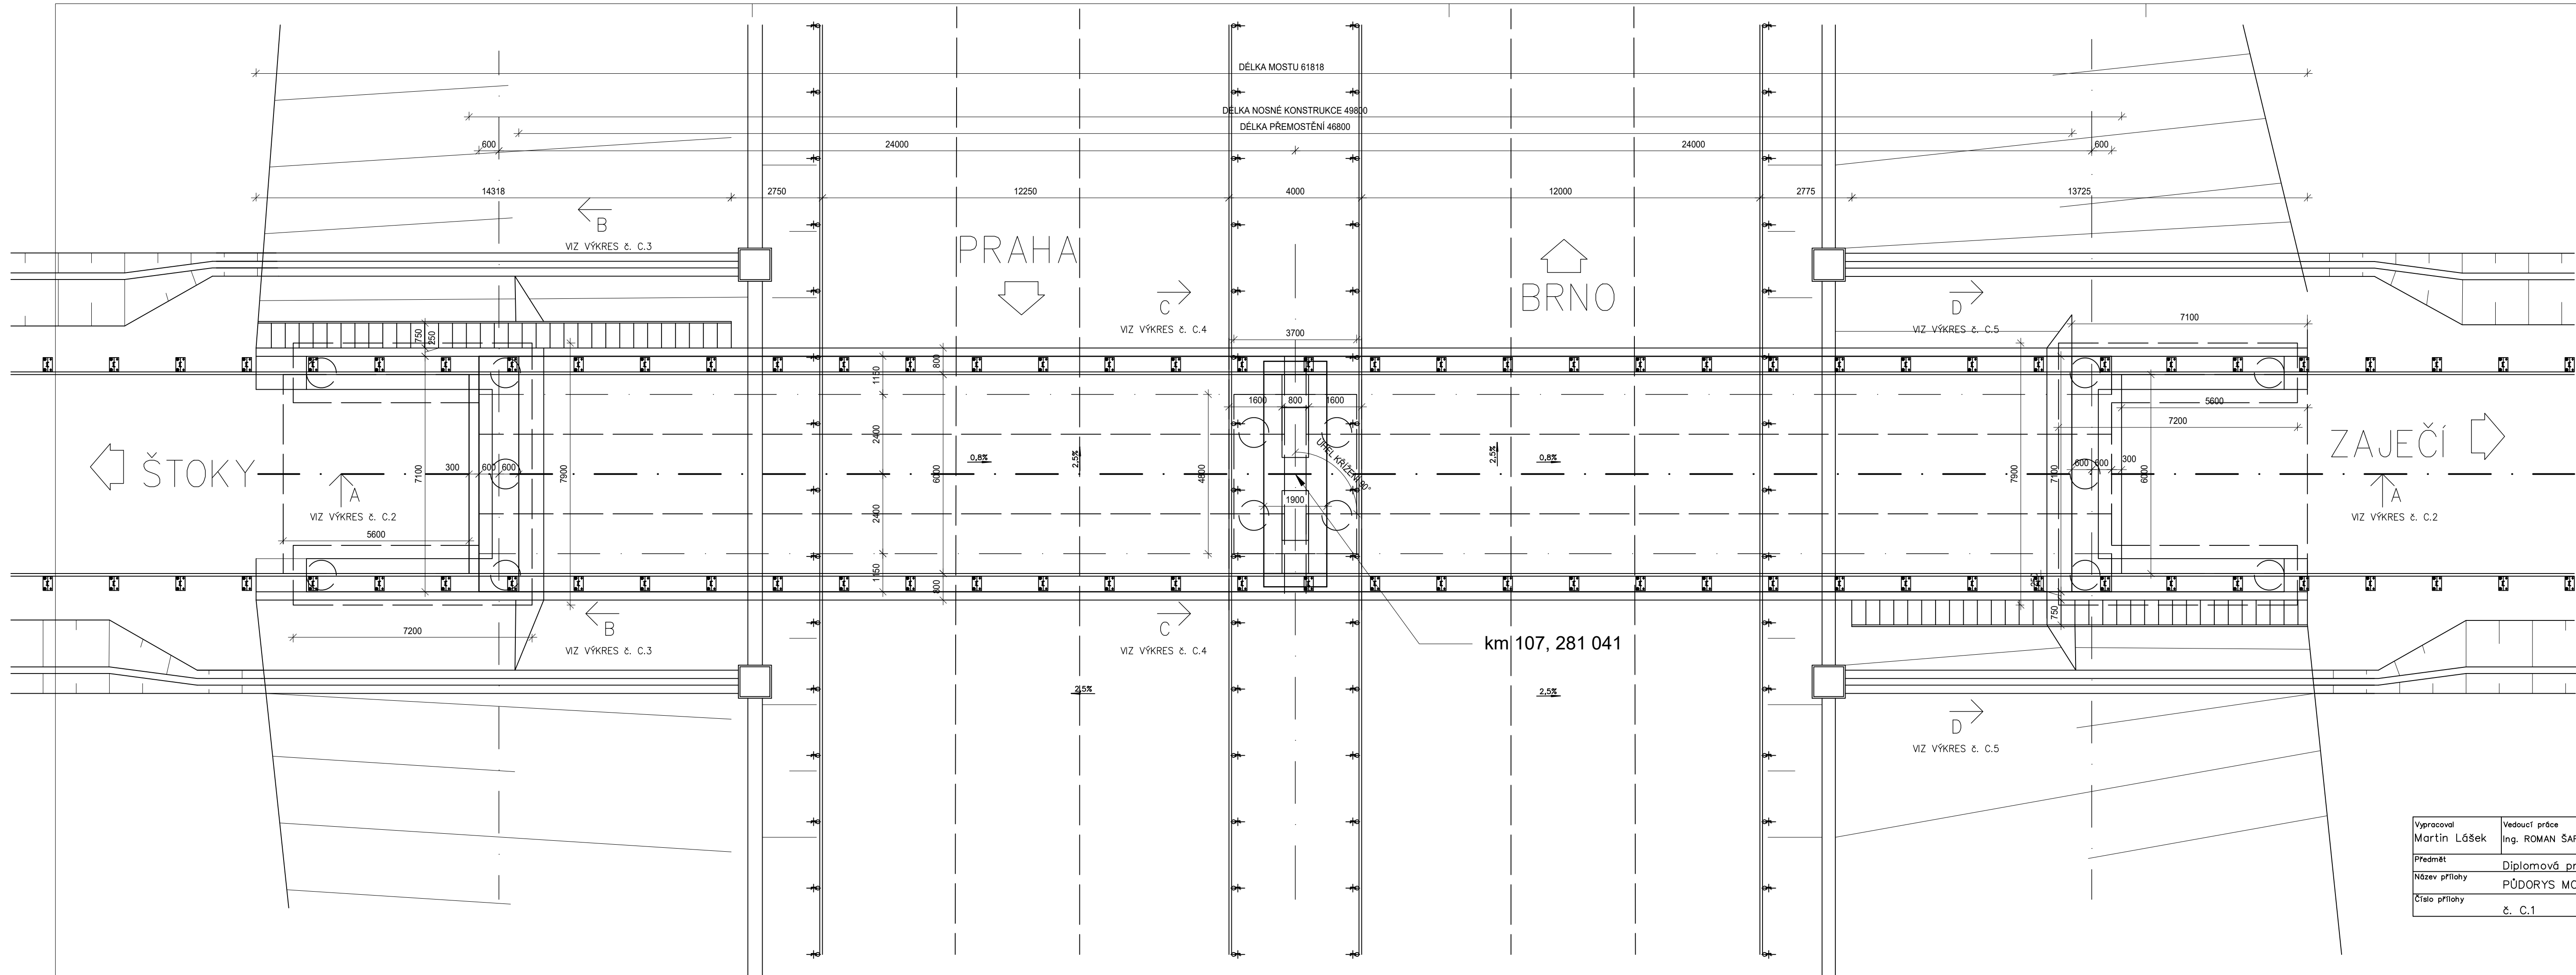 DÉLKA MOSTU 61818
DÉLKA NOSNÉ KONSTRUKCE 49800
DÉLKA PŘEMOSTĚNÍ 46800
600
24000
24000
600
14318
2750
12250
4000
12000
2775
13725
B
VIZ VÝKRES č. C.3
PRAHA
BRNO
C
VIZ VÝKRES č. C.4
D
VIZ VÝKRES č. C.5
7100
750
250
3700
800
1150
1600
800
1600
5600
7200
ŠTOKY
ZAJEČÍ
2400
7100
300
600
600
7900
0,8%
2,5%
6000
4800
ÚHEL KŘÍŽENÍ 90°
2,5%
0,8%
7900
7100
600
600
300
6000
A
VIZ VÝKRES č. C.2
1900
A
VIZ VÝKRES č. C.2
5600
2400
1150
800
250
750
7200
B
VIZ VÝKRES č. C.3
C
VIZ VÝKRES č. C.4
km 107, 281 041
2,5%
2,5%
D
VIZ VÝKRES č. C.5
Vypracoval
Vedoucí práce
Martin Lášek
Ing. ROMAN
Předmět
Diplomová
Název přílohy
PŮDORYS
Číslo přílohy
č. C.1